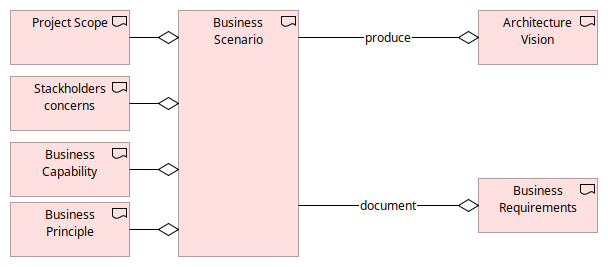 Project Scope
Business
Scenario
produce
Architecture
Vision
Stackholders
concerns
Business
Capability
Business
Principle
document
Business
Requirements